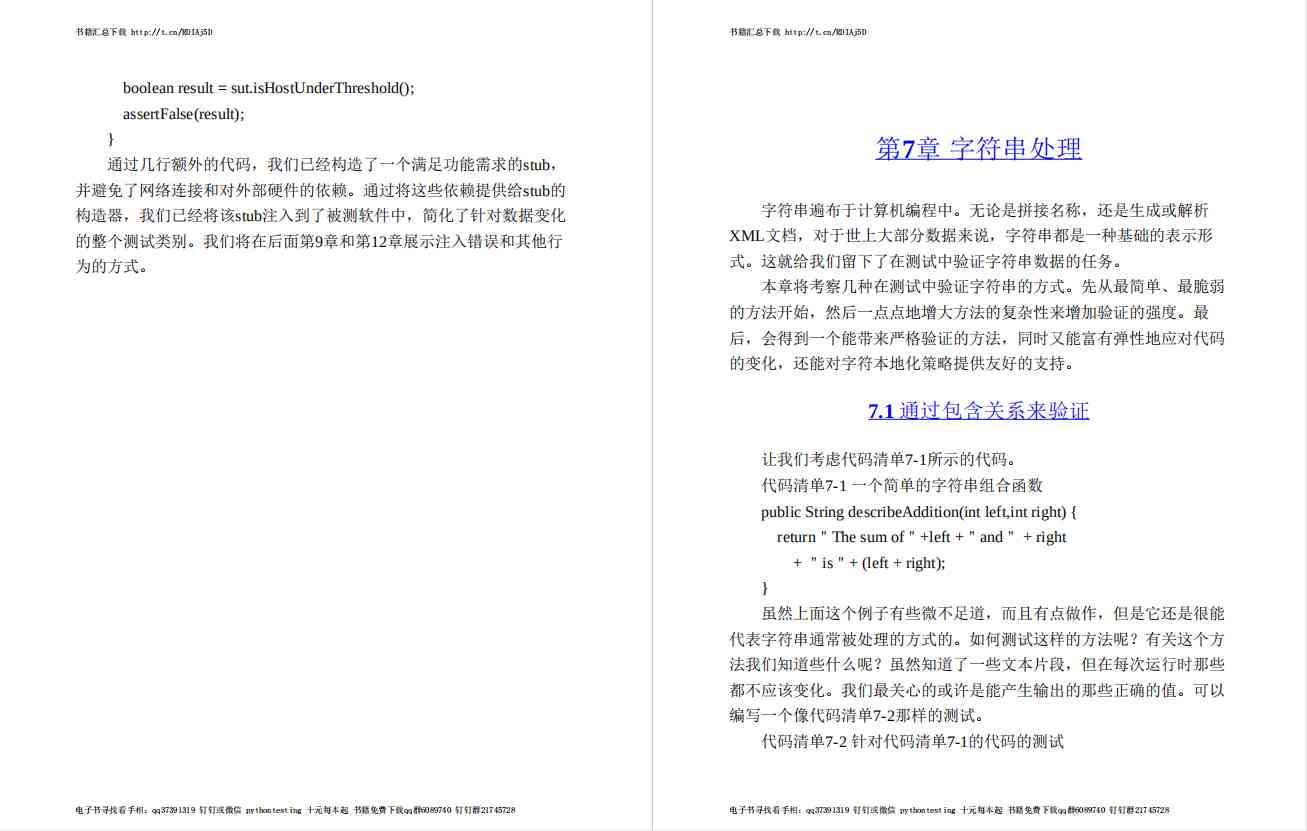 书籍汇总下载 http://t.cn/RDIAj5D
boolean result = sut.isHostUnderThreshold();
assertFalse(result);
}
通过几行额外的代码，我们已经构造了一个满足功能需求的stub，
并避免了网络连接和对外部硬件的依赖。通过将这些依赖提供给stub的
构造器，我们已经将该stub注入到了被测软件中，简化了针对数据变化
的整个测试类别。我们将在后面第9章和第12章展示注入错误和其他行
为的方式。
电子书寻找看手相：qq37391319 钉钉或微信 pythontesting 十元每本起 书籍免费下载qq群6089740 钉钉群21745728
书籍汇总下载 http://t.cn/RDIAj5D
第7章 字符串处理
字符串遍布于计算机编程中。无论是拼接名称，还是生成或解析
XML文档，对于世上大部分数据来说，字符串都是一种基础的表示形
式。这就给我们留下了在测试中验证字符串数据的任务。
本章将考察几种在测试中验证字符串的方式。先从最简单、最脆弱
的方法开始，然后一点点地增大方法的复杂性来增加验证的强度。最
后，会得到一个能带来严格验证的方法，同时又能富有弹性地应对代码
的变化，还能对字符本地化策略提供友好的支持。
7.1 通过包含关系来验证
让我们考虑代码清单7-1所示的代码。
代码清单7-1 一个简单的字符串组合函数
public String describeAddition(int left,int right) {
return " The sum of " +left + " and " + right
+ " is " + (left + right);
}
虽然上面这个例子有些微不足道，而且有点做作，但是它还是很能
代表字符串通常被处理的方式的。如何测试这样的方法呢？有关这个方
法我们知道些什么呢？虽然知道了一些文本片段，但在每次运行时那些
都不应该变化。我们最关心的或许是能产生输出的那些正确的值。可以
编写一个像代码清单7-2那样的测试。
代码清单7-2 针对代码清单7-1的代码的测试
电子书寻找看手相：qq37391319 钉钉或微信 pythontesting 十元每本起 书籍免费下载qq群6089740 钉钉群21745728